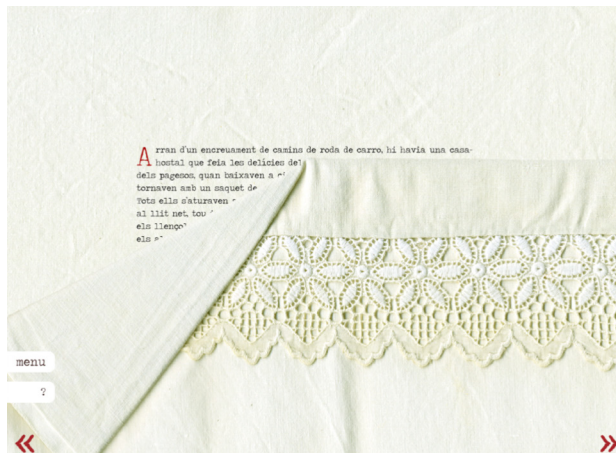 Arran d'un encreuament de camins de roda de carro, hi havia una casa-
hostal que feia les delícies del
dels pagesos, quan baixaven a
tornaven amb un saquet de
Tots ells s'aturaven
al llit net, tou
els
els
menu
?
«
»